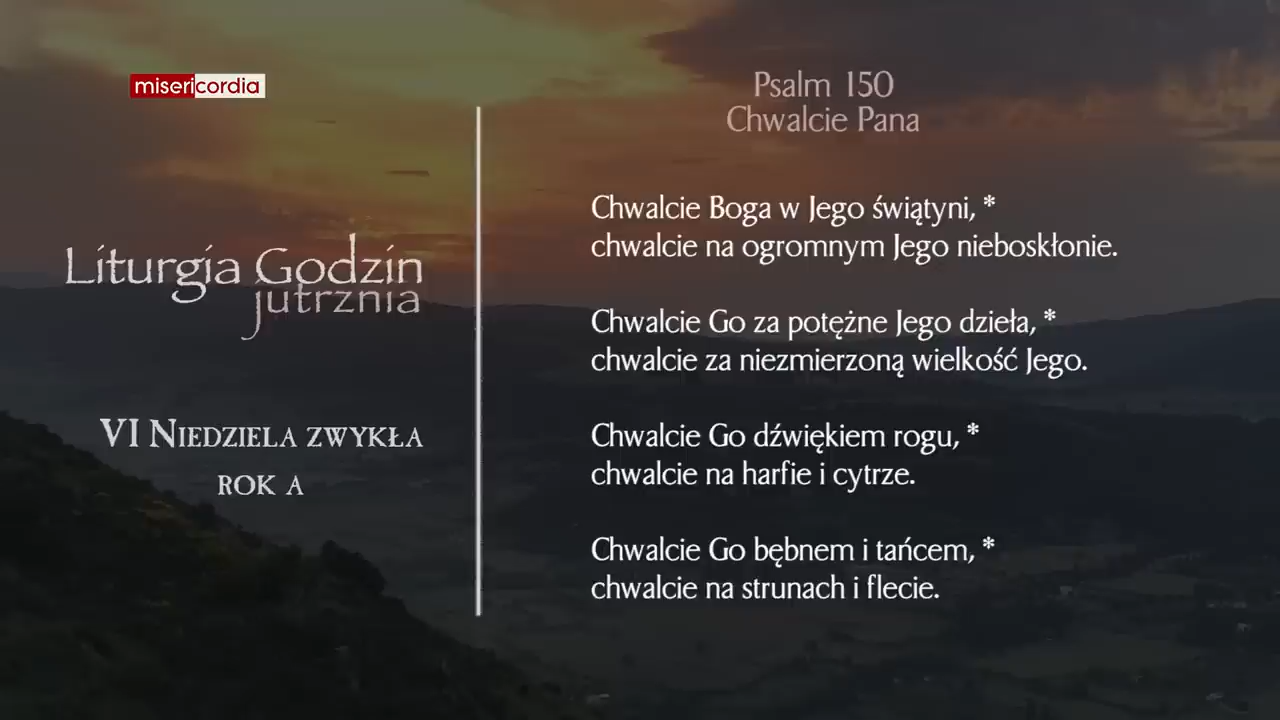 misericordia
Liturgia Godzin
jutrznia
VI NIEDZIELA ZWYKŁA
ROK A
Psalm 150
Chwalcie Pana
Chwalcie Boga w Jego świątyni, *
chwalcie na ogromnym Jego nieboskłonie.
Chwalcie Go za potężne Jego dzieła, *
chwalcie za niezmierzoną wielkość Jego.
Chwalcie Go dźwiękiem rogu, *
chwalcie na harfie i cytrze.
Chwalcie Go bębnem i tańcem, *
chwalcie na strunach i flecie.